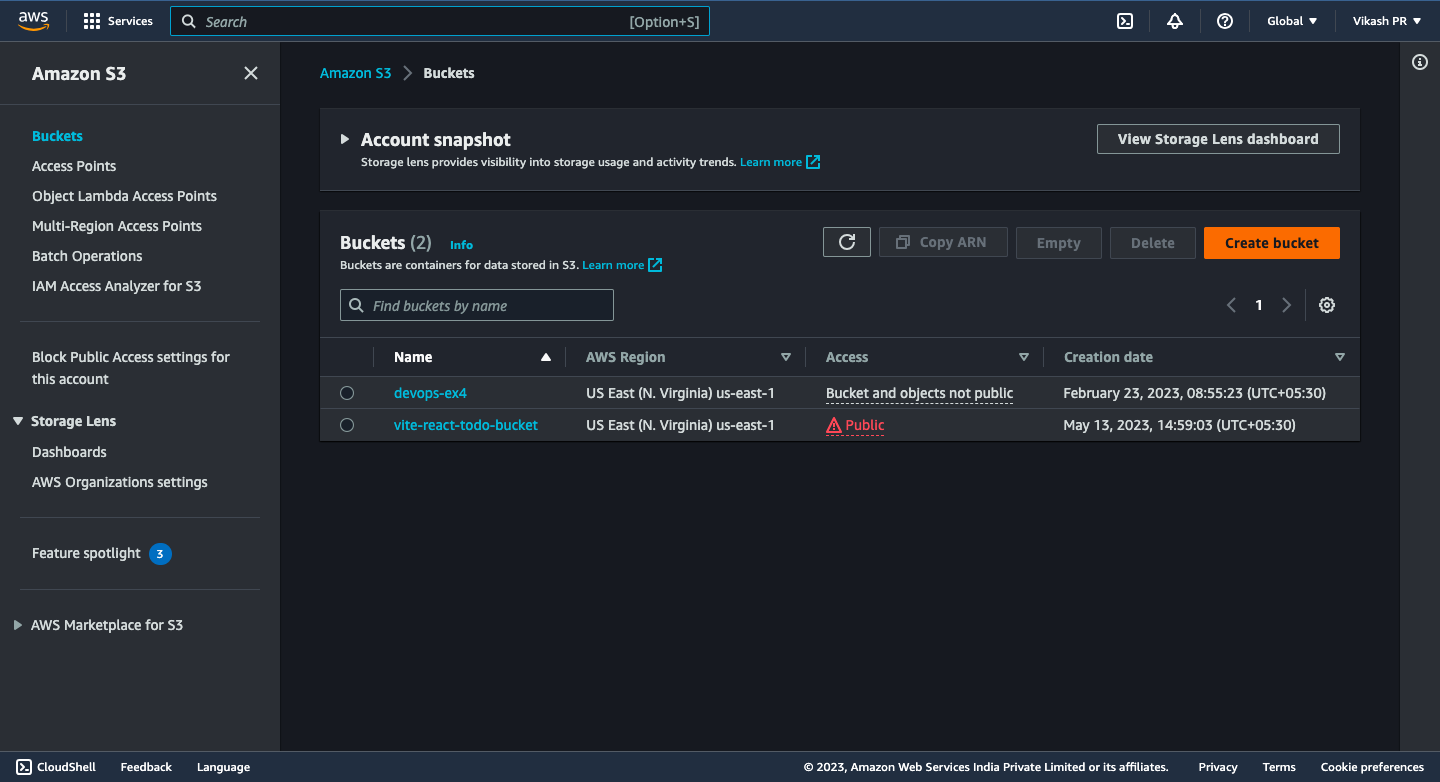 aws
Services
Search [Option+S]
Global
Vikash PR
Amazon S3
Buckets
Access Points
Object Lambda Access Points
Multi-Region Access Points
Batch Operations
IAM Access Analyzer for S3
Block Public Access settings for
this account
Storage Lens
Dashboards
AWS Organizations settings
Feature spotlight 3
AWS Marketplace for S3
Amazon S3 Buckets
Account snapshot
Storage lens provides visibility into storage usage and activity trends. Learn more
View Storage Lens dashboard
Buckets (2) Info
Buckets are containers for data stored in S3. Learn more
Copy ARN
Empty
Delete
Create bucket
Find buckets by name
1
Name AWS Region Access Creation date
devops-ex4 US East (N. Virginia) us-east-1 Bucket and objects not public February 23, 2023, 08:55:23 (UTC+05:30)
vite-react-todo-bucket US East (N. Virginia) us-east-1 Public May 13, 2023, 14:59:03 (UTC+05:30)
CloudShell Feedback Language © 2023, Amazon Web Services India Private Limited or its affiliates. Privacy Terms Cookie preferences